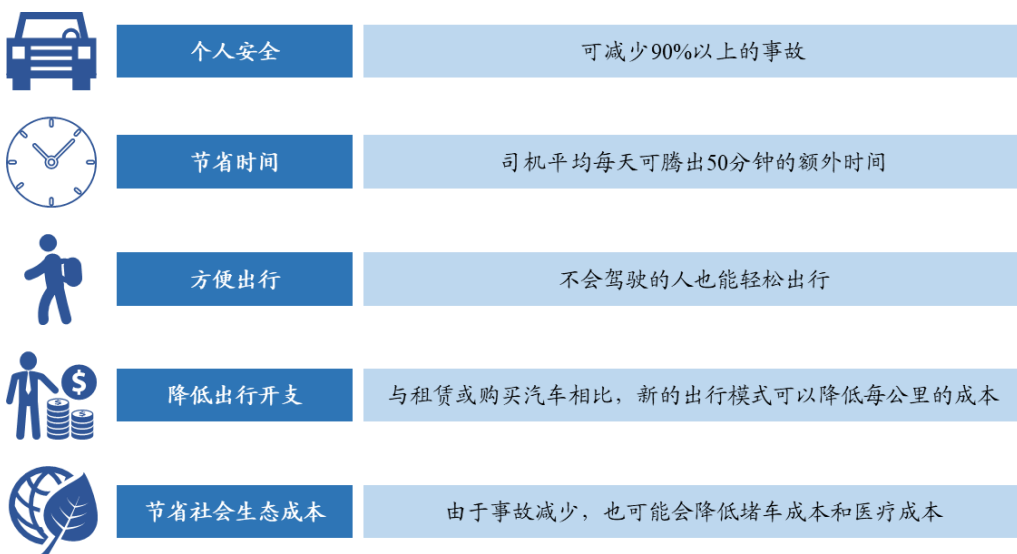 个人安全
可减少90%以上的事故
节省时间
司机平均每天可腾出50分钟的额外时间
方便出行
不会驾驶的人也能轻松出行
降低出行开支
与租赁或购买汽车相比，新的出行模式可以降低每公里的成本
节省社会生态成本
由于事故减少，也可能会降低堵车成本和医疗成本